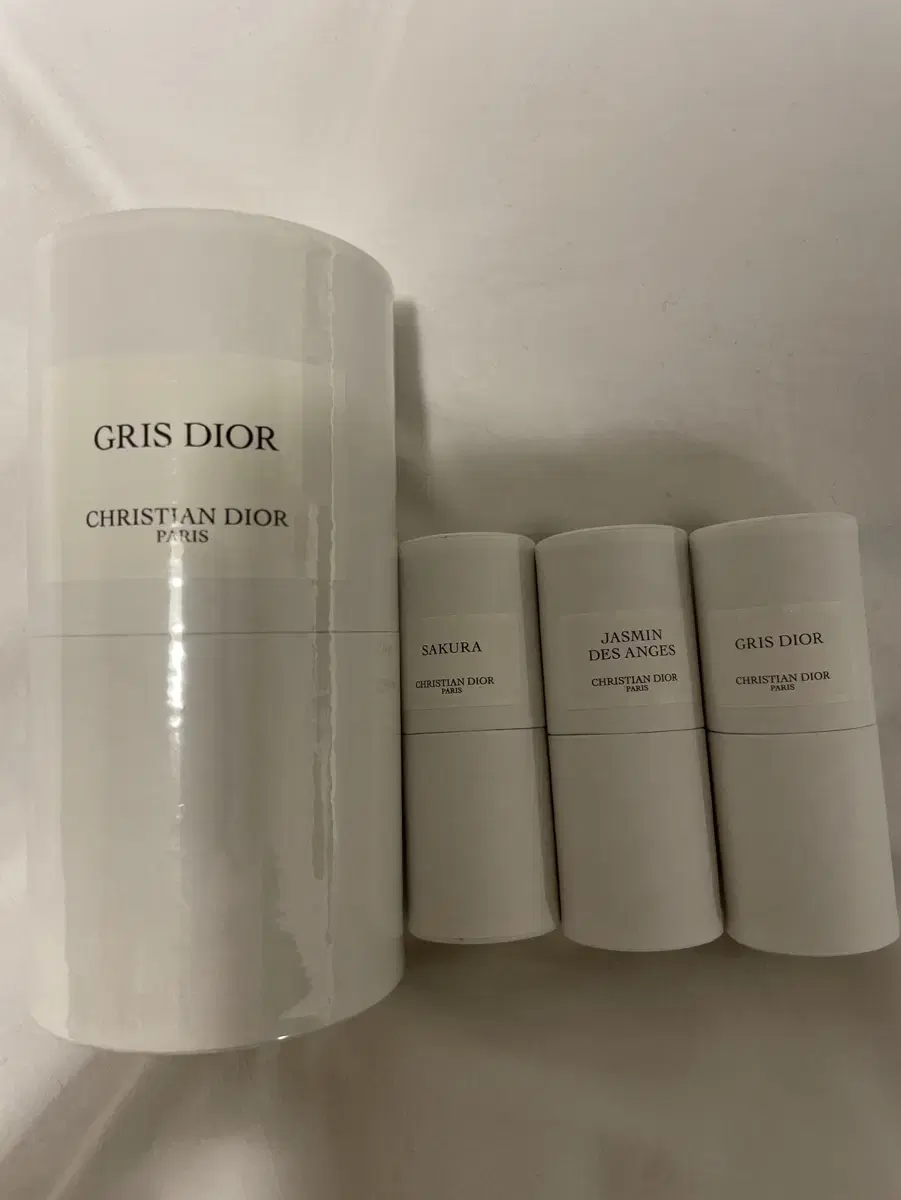 GRIS DIOR
CHRISTIAN DIOR
PARIS
SAKURA
CHRISTIAN DIOR
PARIS
JASMIN
DES ANGES
CHRISTIAN DIOR
PARIS
GRIS DIOR
CHRISTIAN DIOR
PARIS